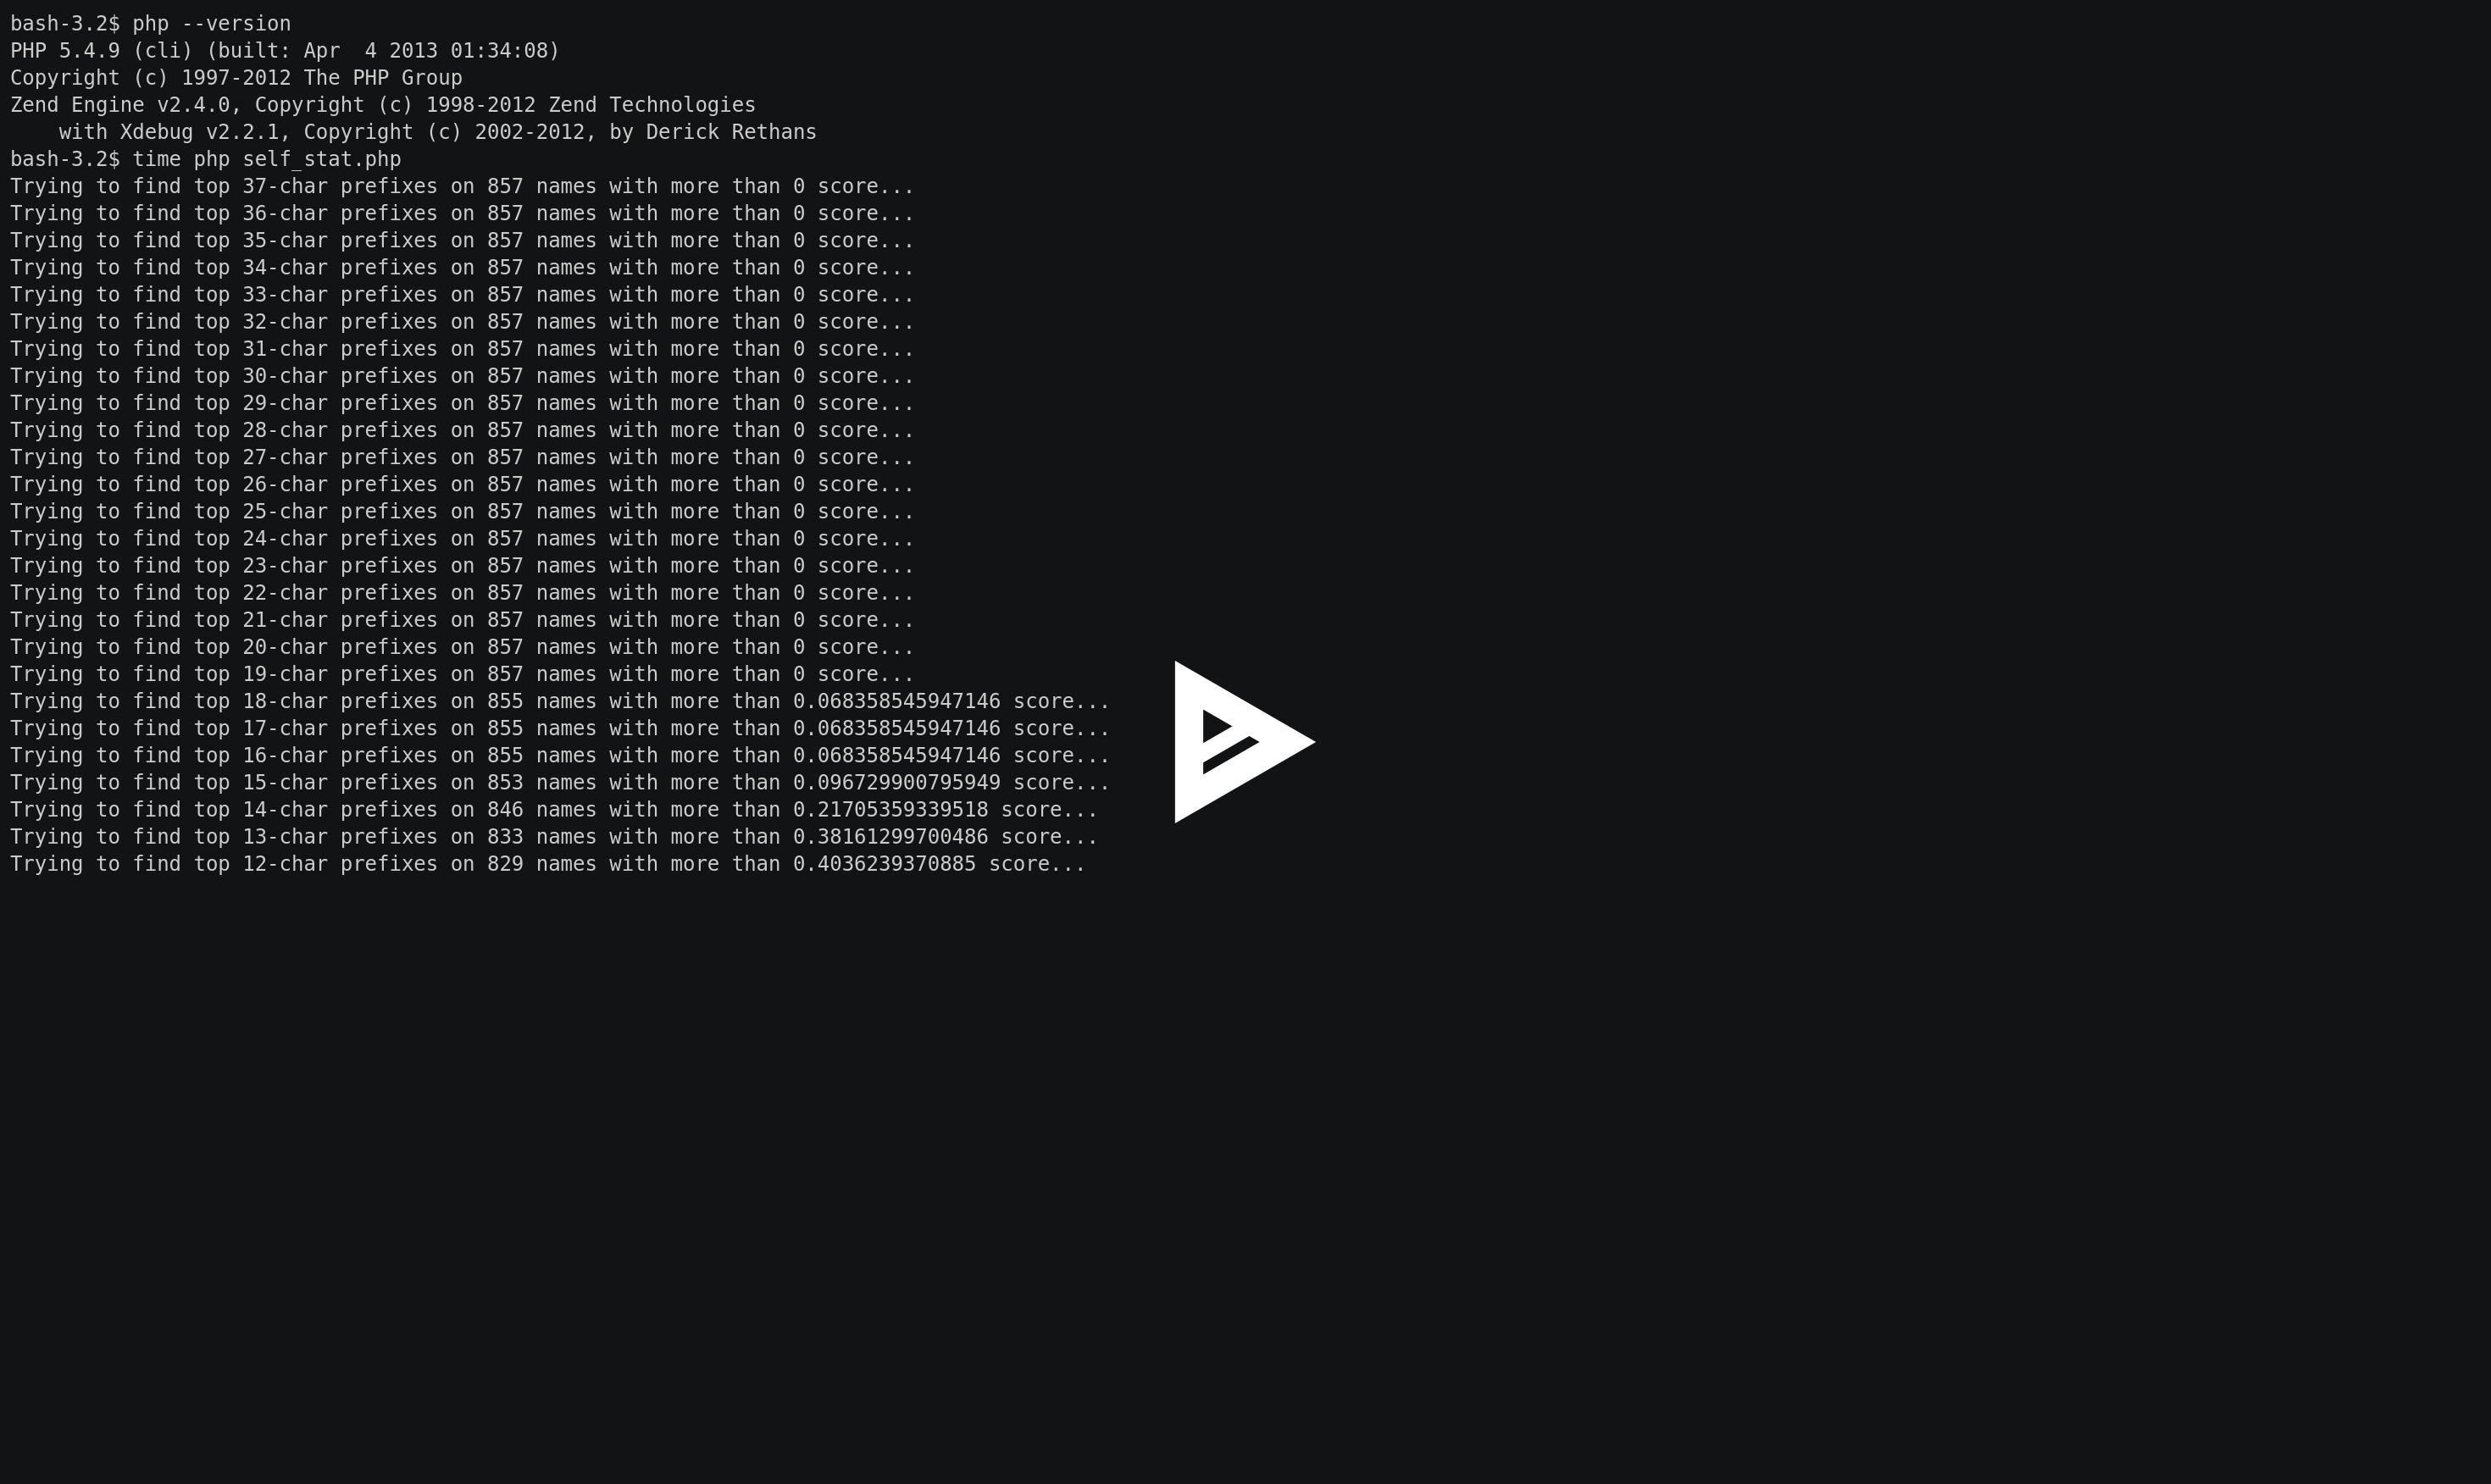 bash-3.2$ php --version
PHP 5.4.9 (cli) (built: Apr  4 2013 01:34:08)
Copyright (c) 1997-2012 The PHP Group
Zend Engine v2.4.0, Copyright (c) 1998-2012 Zend Technologies
    with Xdebug v2.2.1, Copyright (c) 2002-2012, by Derick Rethans
bash-3.2$ time php self_stat.php
Trying to find top 37-char prefixes on 857 names with more than 0 score...
Trying to find top 36-char prefixes on 857 names with more than 0 score...
Trying to find top 35-char prefixes on 857 names with more than 0 score...
Trying to find top 34-char prefixes on 857 names with more than 0 score...
Trying to find top 33-char prefixes on 857 names with more than 0 score...
Trying to find top 32-char prefixes on 857 names with more than 0 score...
Trying to find top 31-char prefixes on 857 names with more than 0 score...
Trying to find top 30-char prefixes on 857 names with more than 0 score...
Trying to find top 29-char prefixes on 857 names with more than 0 score...
Trying to find top 28-char prefixes on 857 names with more than 0 score...
Trying to find top 27-char prefixes on 857 names with more than 0 score...
Trying to find top 26-char prefixes on 857 names with more than 0 score...
Trying to find top 25-char prefixes on 857 names with more than 0 score...
Trying to find top 24-char prefixes on 857 names with more than 0 score...
Trying to find top 23-char prefixes on 857 names with more than 0 score...
Trying to find top 22-char prefixes on 857 names with more than 0 score...
Trying to find top 21-char prefixes on 857 names with more than 0 score...
Trying to find top 20-char prefixes on 857 names with more than 0 score...
Trying to find top 19-char prefixes on 857 names with more than 0 score...
Trying to find top 18-char prefixes on 855 names with more than 0.068358545947146 score...
Trying to find top 17-char prefixes on 855 names with more than 0.068358545947146 score...
Trying to find top 16-char prefixes on 855 names with more than 0.068358545947146 score...
Trying to find top 15-char prefixes on 853 names with more than 0.096729900795949 score...
Trying to find top 14-char prefixes on 846 names with more than 0.21705359339518 score...
Trying to find top 13-char prefixes on 833 names with more than 0.38161299700486 score...
Trying to find top 12-char prefixes on 829 names with more than 0.4036239370885 score...